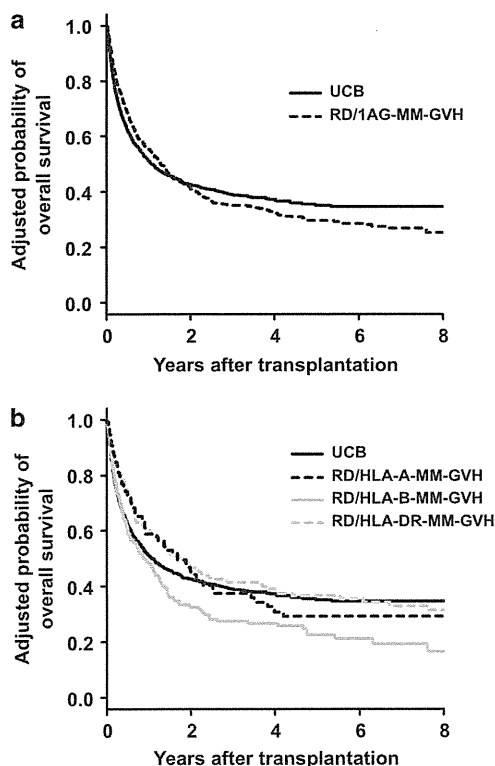 a
Adjusted probability of
overall survival
1.0
0.8
0.6
0.4
0.2
0.0
UCB
RD/1AG-MM-GVH
0 2 4 6 8
Years after transplantation
b
Adjusted probability of
overall survival
1.0
0.8
0.6
0.4
0.2
0.0
UCB
RD/HLA-A-MM-GVH
RD/HLA-B-MM-GVH
RD/HLA-DR-MM-GVH
0 2 4 6 8
Years after transplantation